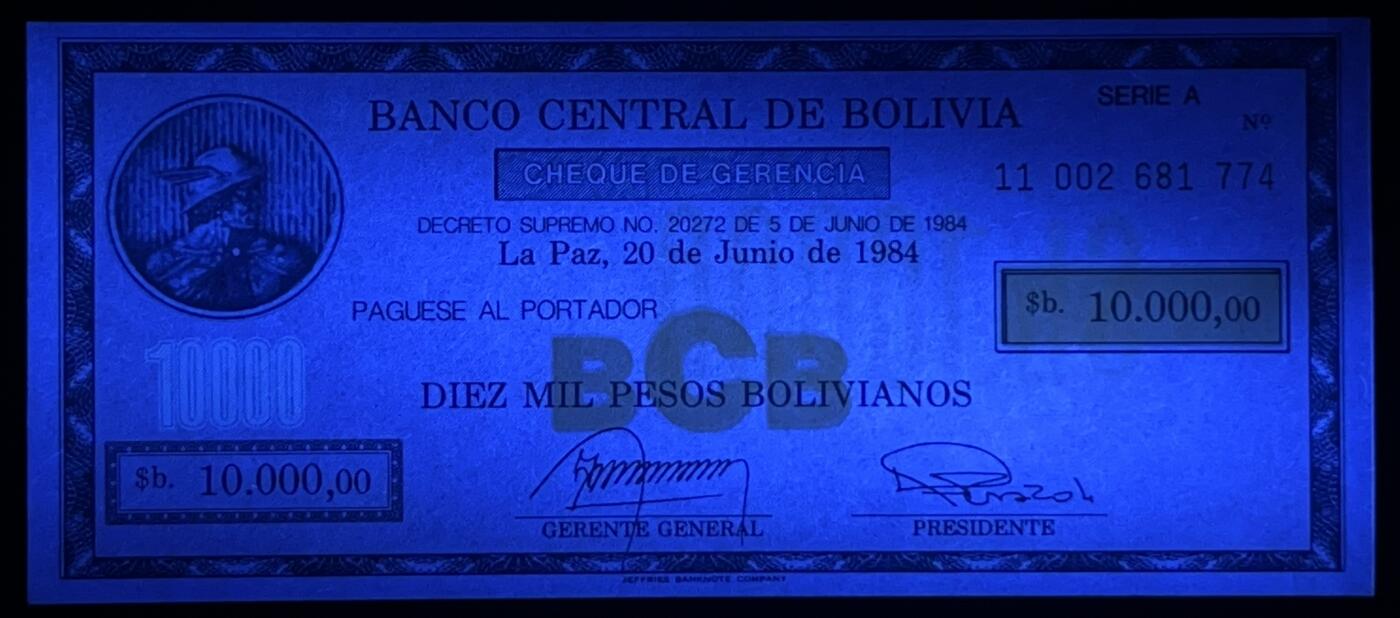 BANCO CENTRAL DE BOLIVIA
SERIE A
Nº
CHEQUE DE GERENCIA
11 002 681 774
DECRETO SUPREMO NO. 20272 DE 5 DE JUNIO DE 1984
La Paz, 20 de Junio de 1984
$b. 10.000,00
PAGUESE AL PORTADOR
BCB
10000
DIEZ MIL PESOS BOLIVIANOS
$b. 10.000,00
GERENTE GENERAL
PRESIDENTE
JEFFRIES BANKNOTE COMPANY